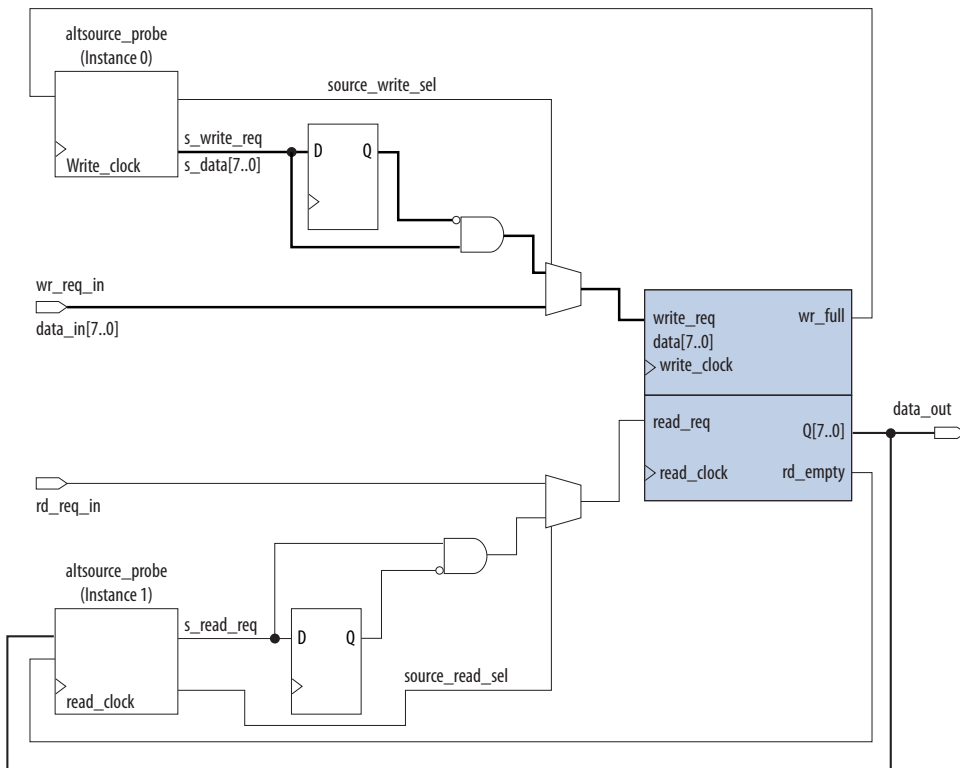 altsource_probe
(Instance 0)
source_write_sel
s_write_req
D Q
Write_clock
s_data[7..0]
wr_req_in
data_in[7..0]
write_req
wr_full
data[7..0]
write_clock
data_out
read_req
Q[7..0]
read_clock
rd_empty
rd_req_in
altsource_probe
(Instance 1)
s_read_req
D Q
source_read_sel
read_clock